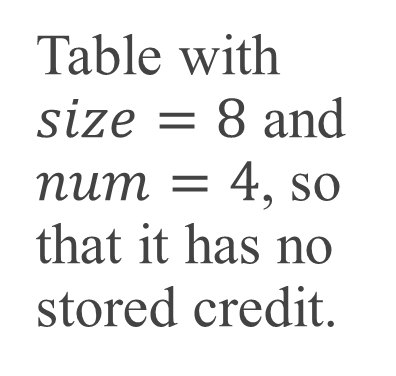 Table with
size = 8 and
num = 4, so
that it has no
stored credit.